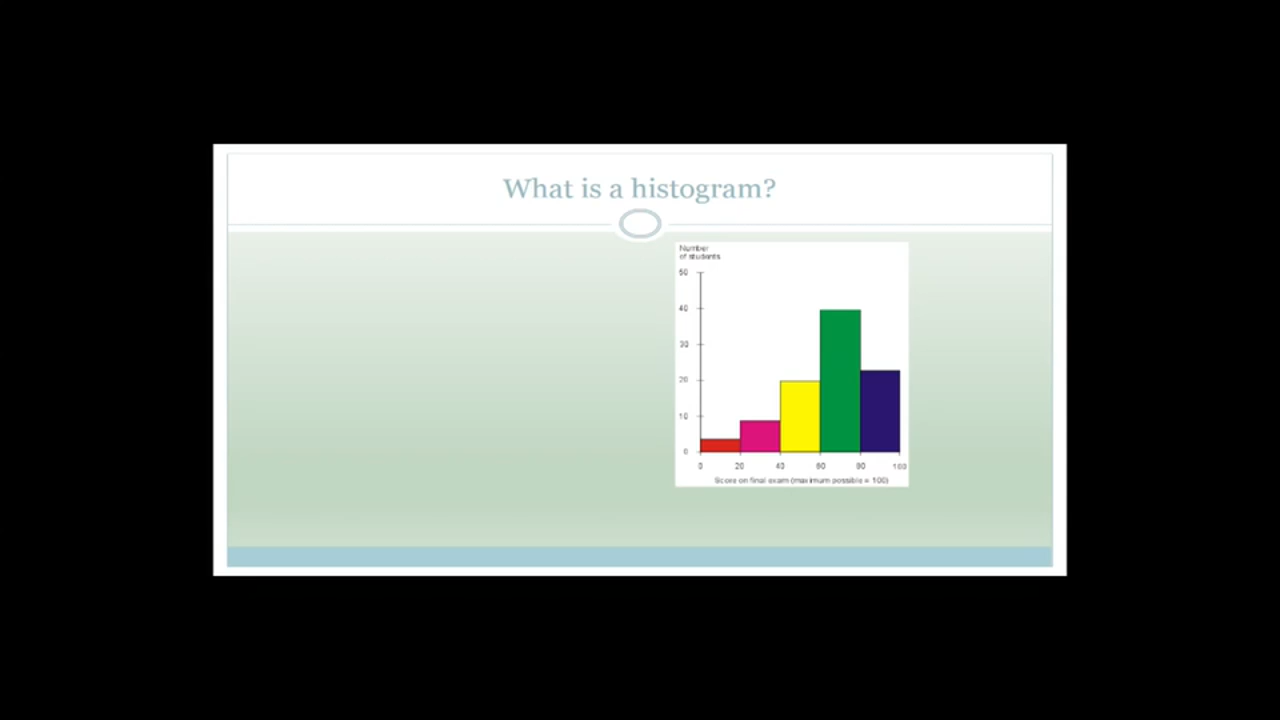 What is a histogram?
Number
of students
50
40
30
20
10
0
0 20 40 60 80 100
Score on final exam (maximum possible = 100)